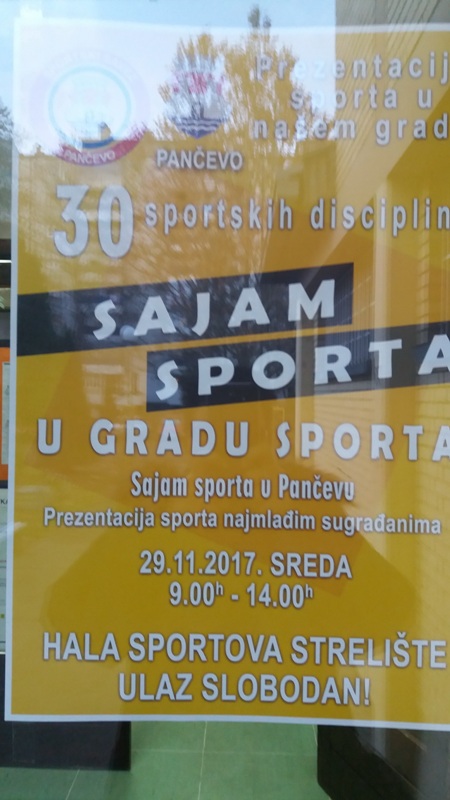 Prezentacij
sporta u
našem grad
PANČEVO
PANČEVO
30 sportskih disciplin
SAJAM
SPORTA
U GRADU SPORTA
Sajam sporta u Pančevu
Prezentacija sporta najmlađim sugrađanima
29.11.2017. SREDA
9.00h - 14.00h
HALA SPORTOVA STRELIŠTE
ULAZ SLOBODAN!